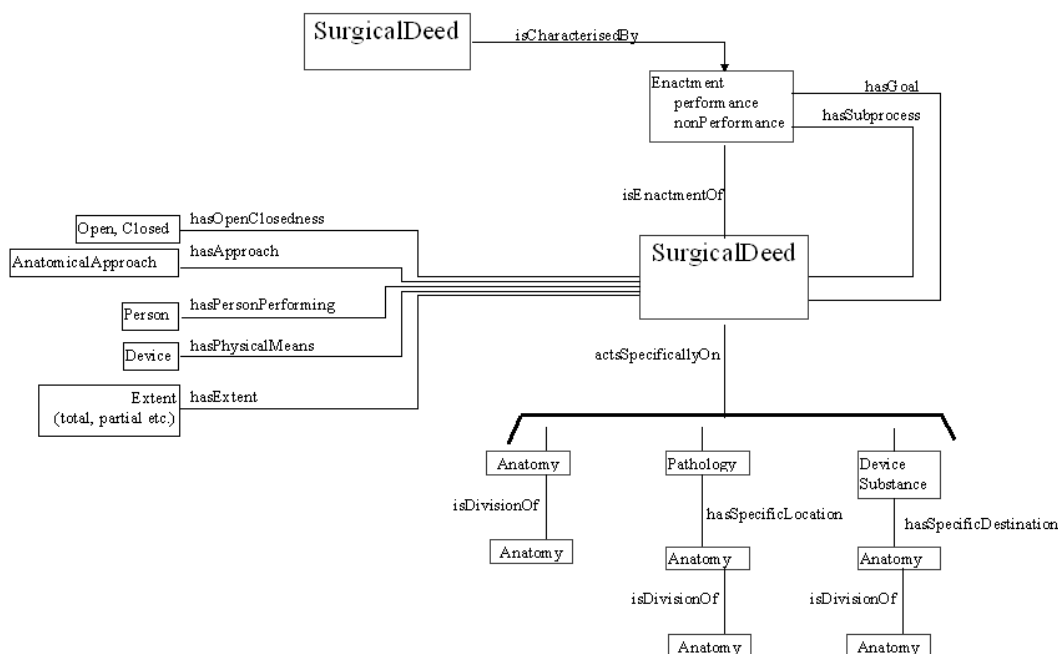 SurgicalDeed
isCharacterisedBy
Enactment
performance
nonPerformance
hasGoal
hasSubprocess
isEnactmentOf
SurgicalDeed
Open, Closed
hasOpenClosedness
AnatomicalApproach
hasApproach
Person
hasPersonPerforming
Device
hasPhysicalMeans
Extent
(total, partial etc.)
hasExtent
actsSpecificallyOn
Anatomy
Pathology
Device
Substance
isDivisionOf
hasSpecificLocation
hasSpecificDestination
Anatomy
Anatomy
Anatomy
isDivisionOf
isDivisionOf
Anatomy
Anatomy